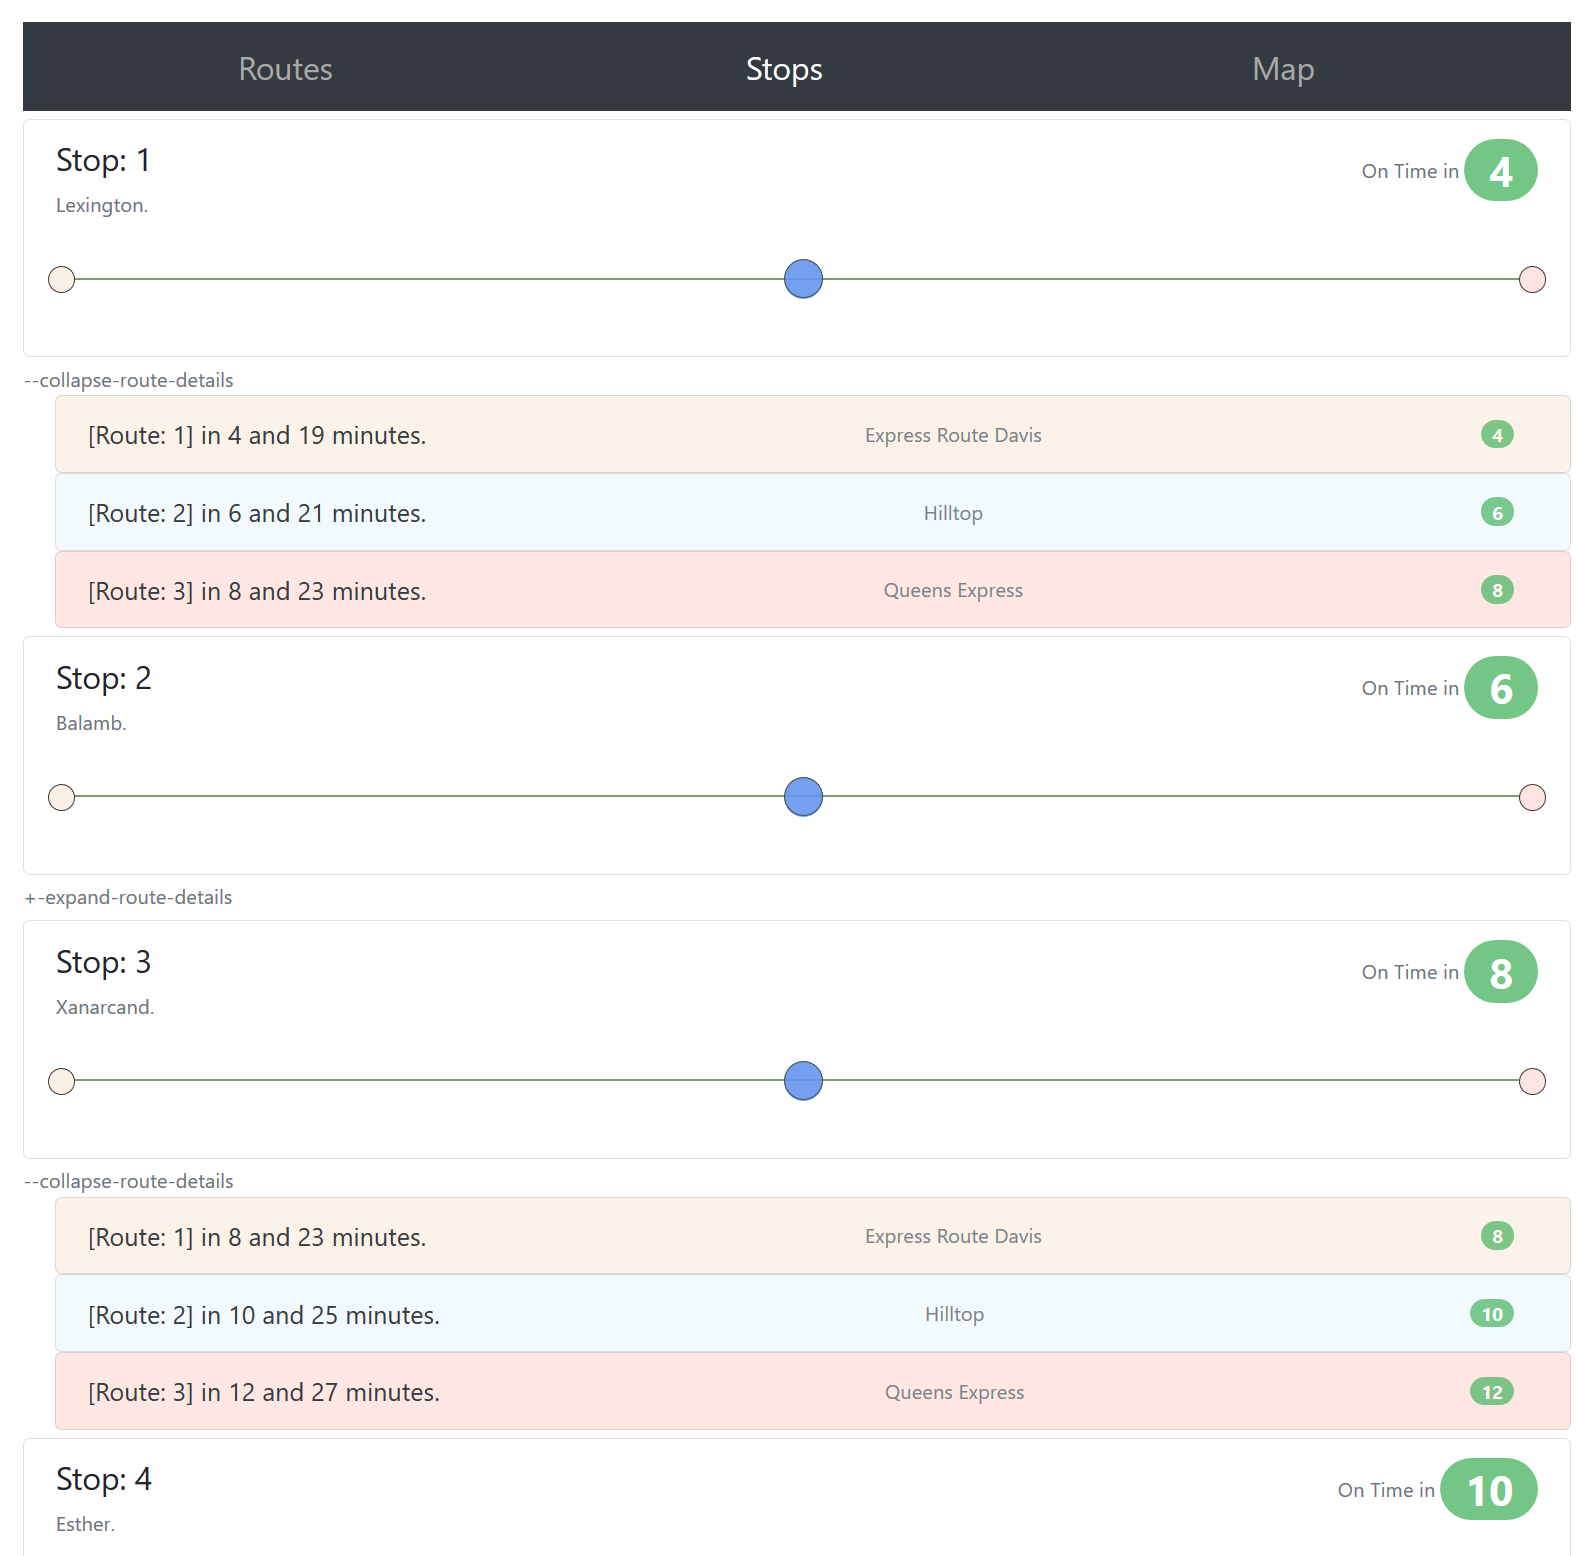 Routes Stops Map
Stop: 1
On Time in 4
Lexington.
--collapse-route-details
[Route: 1] in 4 and 19 minutes. Express Route Davis 4
[Route: 2] in 6 and 21 minutes. Hilltop 6
[Route: 3] in 8 and 23 minutes. Queens Express 8
Stop: 2
On Time in 6
Balamb.
+-expand-route-details
Stop: 3
On Time in 8
Xanarcand.
--collapse-route-details
[Route: 1] in 8 and 23 minutes. Express Route Davis 8
[Route: 2] in 10 and 25 minutes. Hilltop 10
[Route: 3] in 12 and 27 minutes. Queens Express 12
Stop: 4
On Time in 10
Esther.